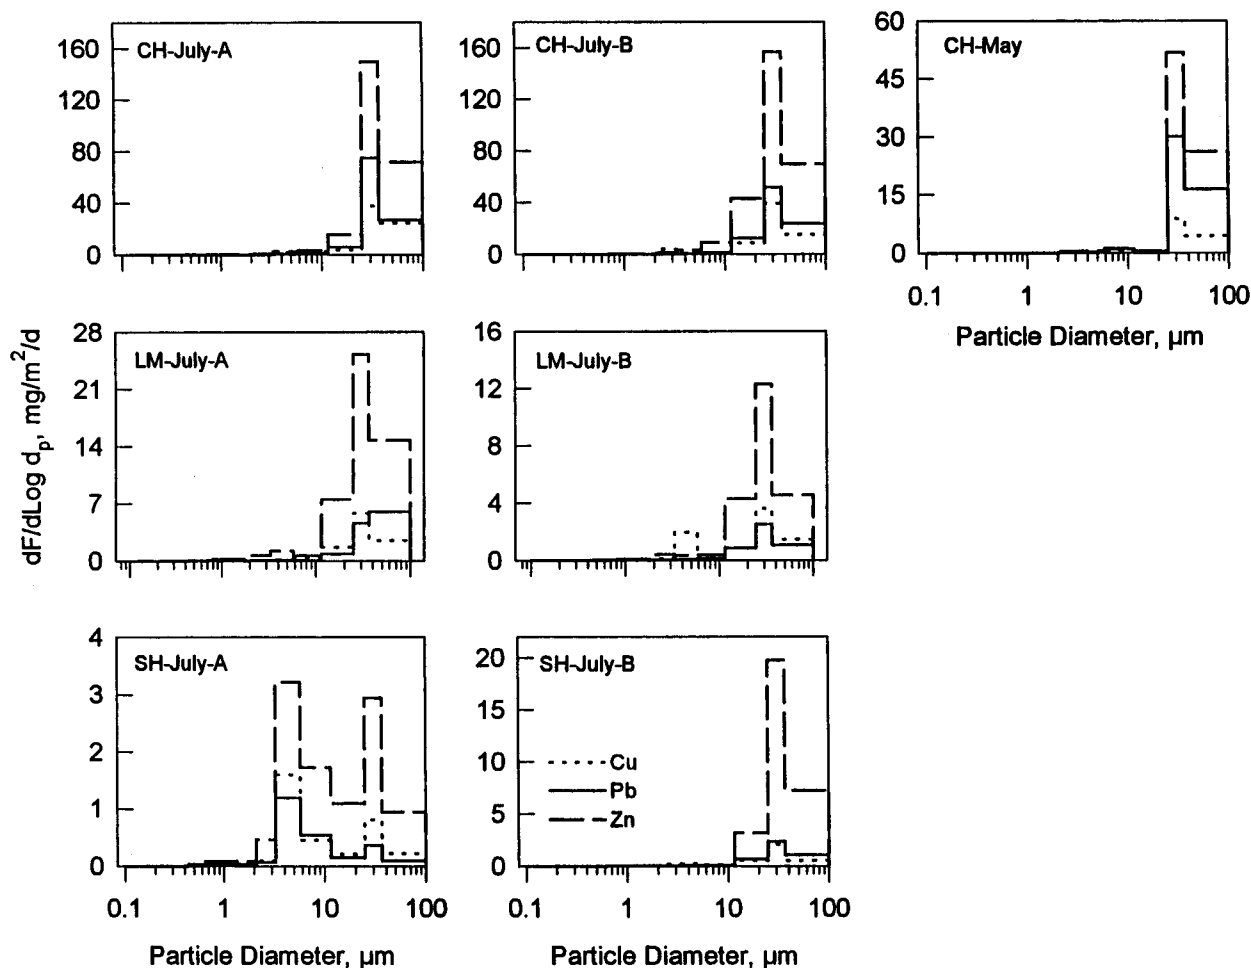 CH-July-A
160
120
80
40
0
CH-July-B
160
120
80
40
0
CH-May
60
45
30
15
0
0.1 1 10 100
Particle Diameter, µm
dF/dLog d_p, mg/m²/d
LM-July-A
28
21
14
7
0
LM-July-B
16
12
8
4
0
SH-July-A
4
3
2
1
0
0.1 1 10 100
Particle Diameter, µm
SH-July-B
20
15
10
5
0
Cu
Pb
Zn
0.1 1 10 100
Particle Diameter, µm